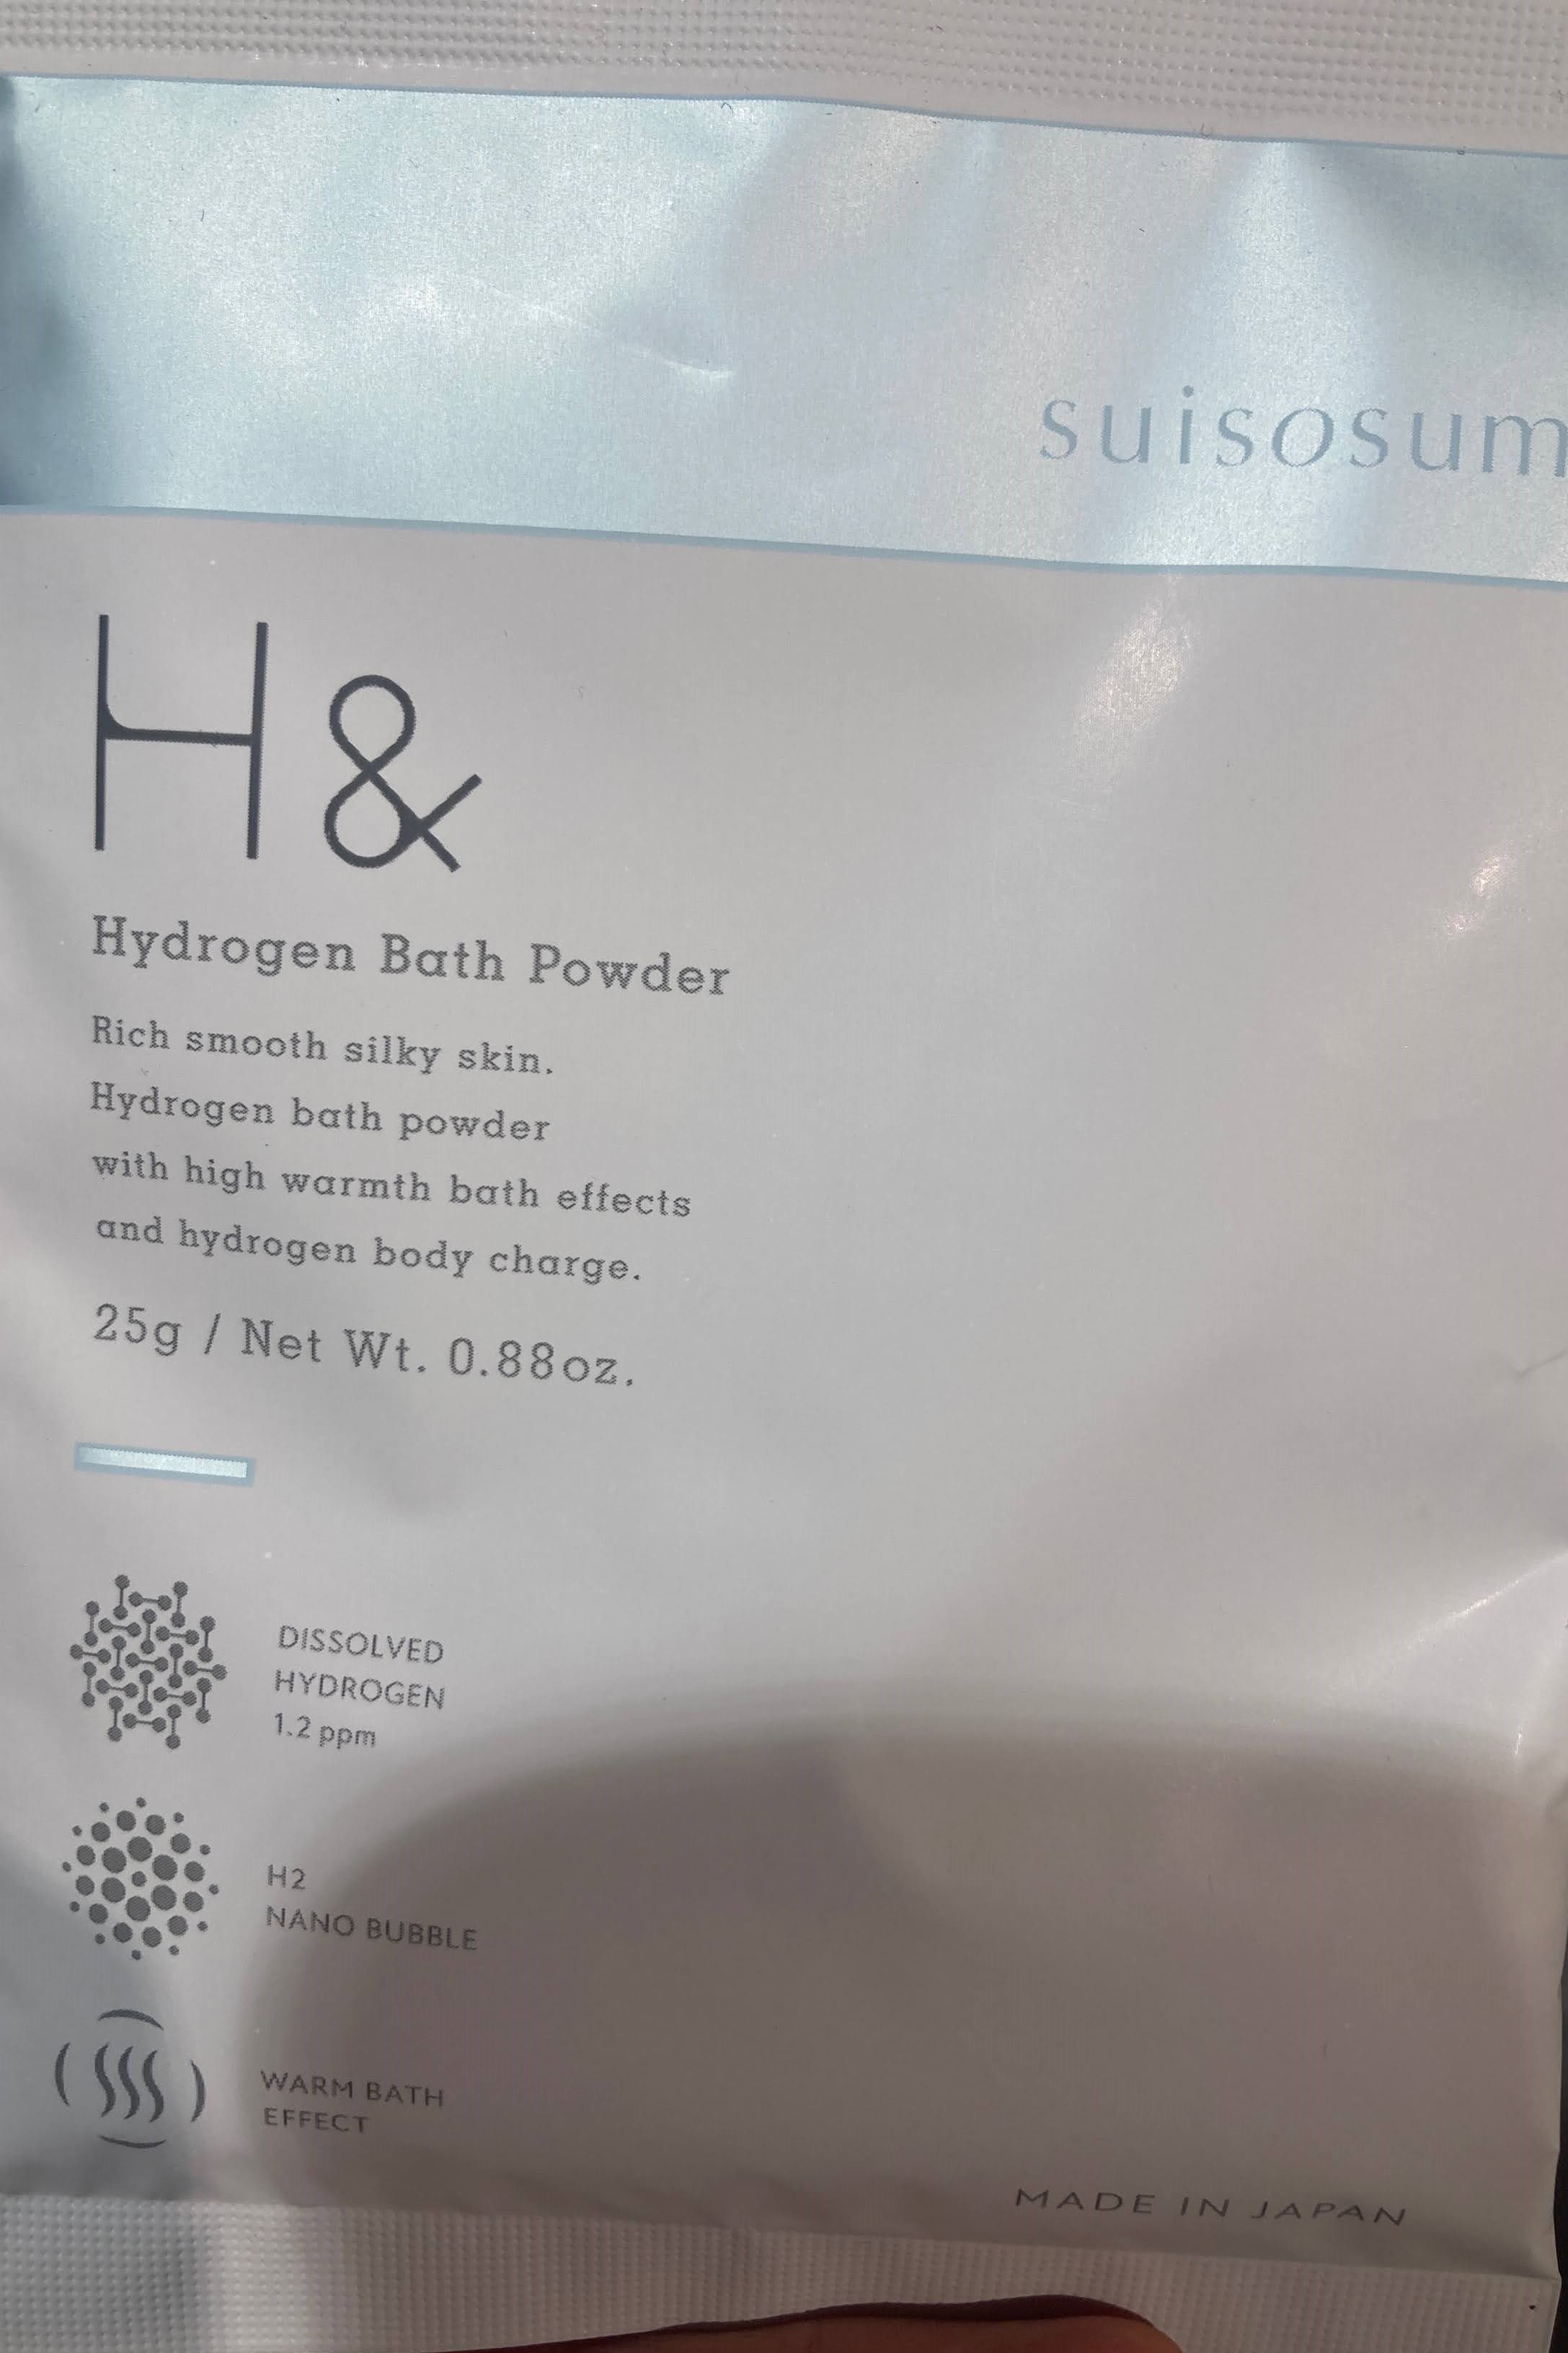 suisosum
H&
Hydrogen Bath Powder
Rich smooth silky skin.
Hydrogen bath powder
with high warmth bath effects
and hydrogen body charge.
25g / Net Wt. 0.88oz.
DISSOLVED
HYDROGEN
1.2 ppm
H2
NANO BUBBLE
WARM BATH
EFFECT
MADE IN JAPAN